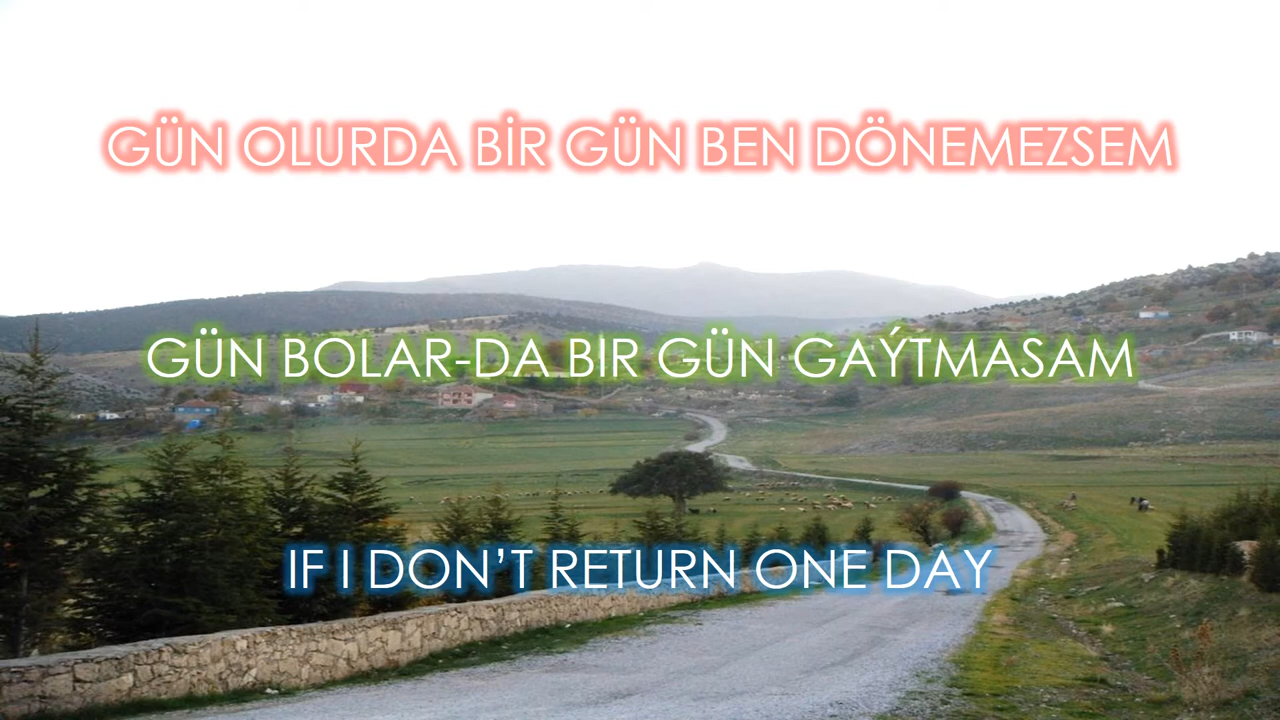 GÜN OLURDA BİR GÜN BEN DÖNEMEZSEM
GÜN BOLAR-DA BIR GÜN GAÝTMASAM
IF I DON’T RETURN ONE DAY